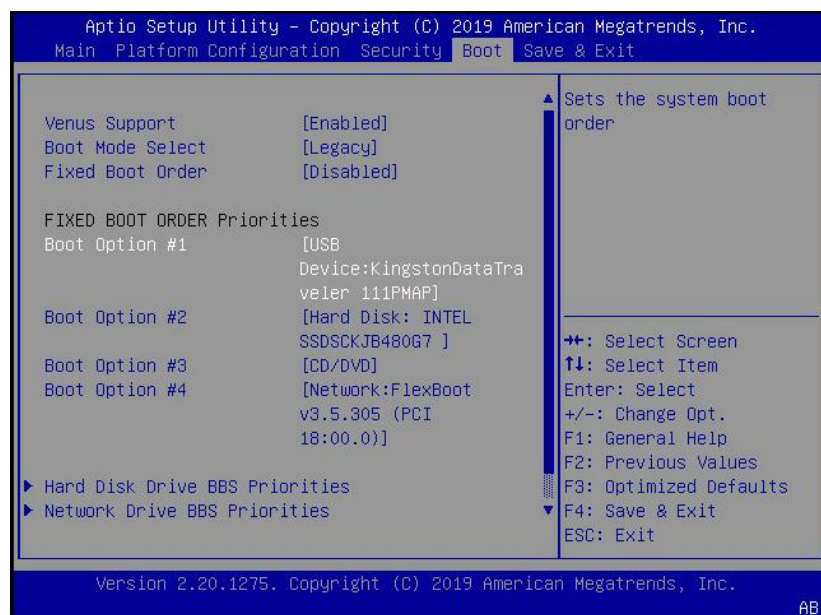 Aptio Setup Utility – Copyright (C) 2019 American Megatrends, Inc.
Main Platform Configuration Security Boot Save & Exit
Venus Support [Enabled]
Boot Mode Select [Legacy]
Fixed Boot Order [Disabled]
FIXED BOOT ORDER Priorities
Boot Option #1 [USB
Device:KingstonDataTra
veler 111PMAP]
Boot Option #2 [Hard Disk: INTEL
SSDSCKJB480G7 ]
Boot Option #3 [CD/DVD]
Boot Option #4 [Network:FlexBoot
v3.5.305 (PCI
18:00.0)]
Hard Disk Drive BBS Priorities
Network Drive BBS Priorities
Sets the system boot
order
→←: Select Screen
↑↓: Select Item
Enter: Select
+/-: Change Opt.
F1: General Help
F2: Previous Values
F3: Optimized Defaults
F4: Save & Exit
ESC: Exit
Version 2.20.1275. Copyright (C) 2019 American Megatrends, Inc.
AB